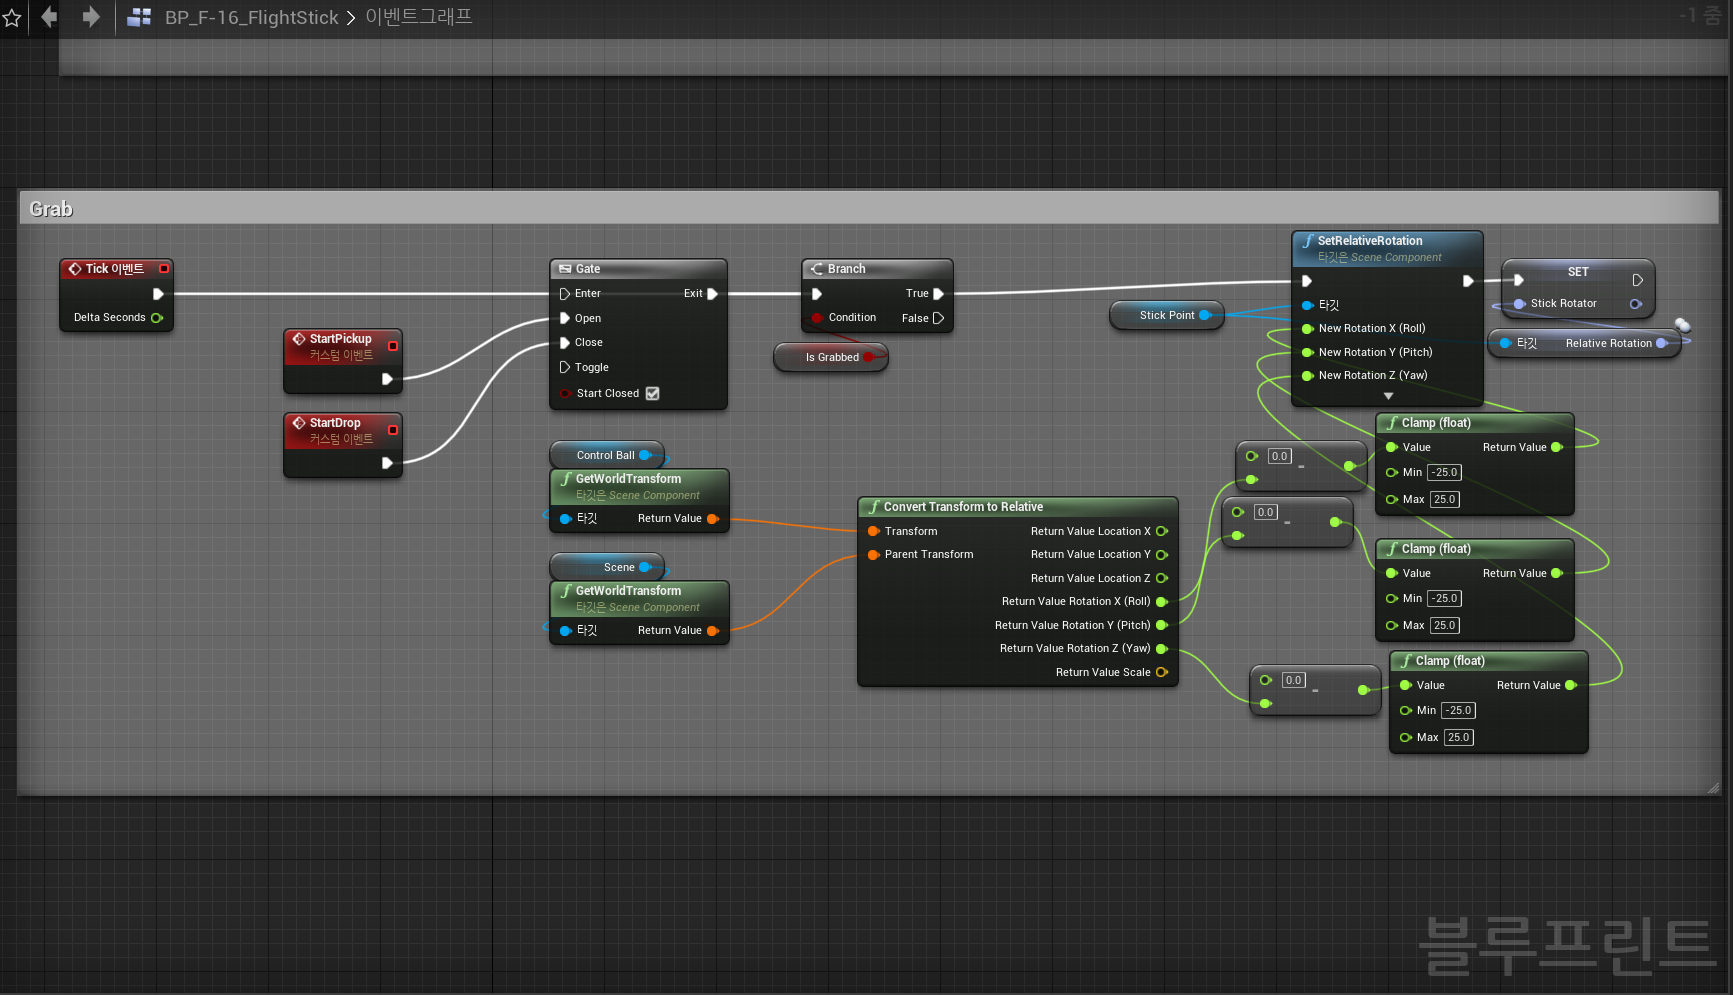 BP_F-16_FlightStick > 이벤트그래프
-1 줌
Grab
Tick 이벤트
Delta Seconds
StartPickup
커스텀 이벤트
StartDrop
커스텀 이벤트
Gate
Enter Exit
Open
Close
Toggle
Start Closed
Branch
True
Condition False
Is Grabbed
Control Ball
GetWorldTransform
타깃은 Scene Component
타깃 Return Value
Scene
GetWorldTransform
타깃은 Scene Component
타깃 Return Value
Convert Transform to Relative
Transform Return Value Location X
Parent Transform Return Value Location Y
Return Value Location Z
Return Value Rotation X (Roll)
Return Value Rotation Y (Pitch)
Return Value Rotation Z (Yaw)
Return Value Scale
Stick Point
SetRelativeRotation
타깃은 Scene Component
타깃
New Rotation X (Roll)
New Rotation Y (Pitch)
New Rotation Z (Yaw)
SET
Stick Rotator
타깃 Relative Rotation
0.0 -
0.0 -
0.0 -
Clamp (float)
Value Return Value
Min -25.0
Max 25.0
Clamp (float)
Value Return Value
Min -25.0
Max 25.0
Clamp (float)
Value Return Value
Min -25.0
Max 25.0
블루프린트